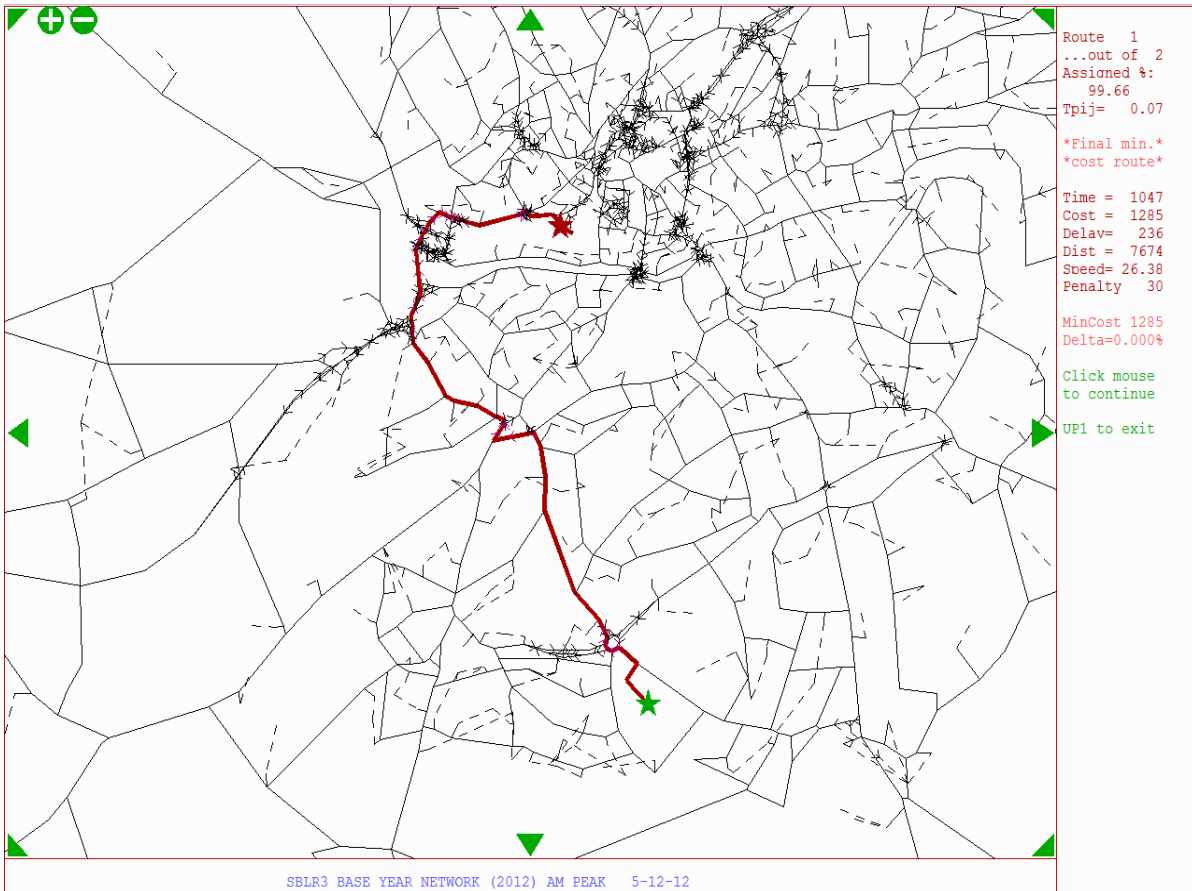 Route 1
...out of 2
Assigned %:
99.66
Tpij= 0.07
*Final min.*
*cost route*
Time = 1047
Cost = 1285
Delay= 236
Dist = 7674
Speed= 26.38
Penalty 30
MinCost 1285
Delta=0.000%
Click mouse
to continue
UP1 to exit
SBLR3 BASE YEAR NETWORK (2012) AM PEAK 5-12-12